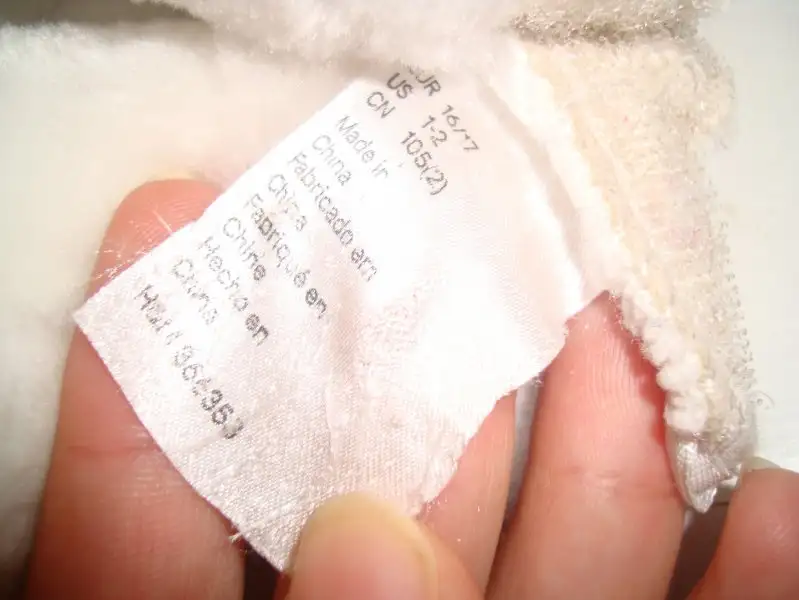 EUR 16/17
US 1-2
CN 105(2)
Made in
China
Fabricado em
China
Fabriqué en
Chine
Hecho en
China